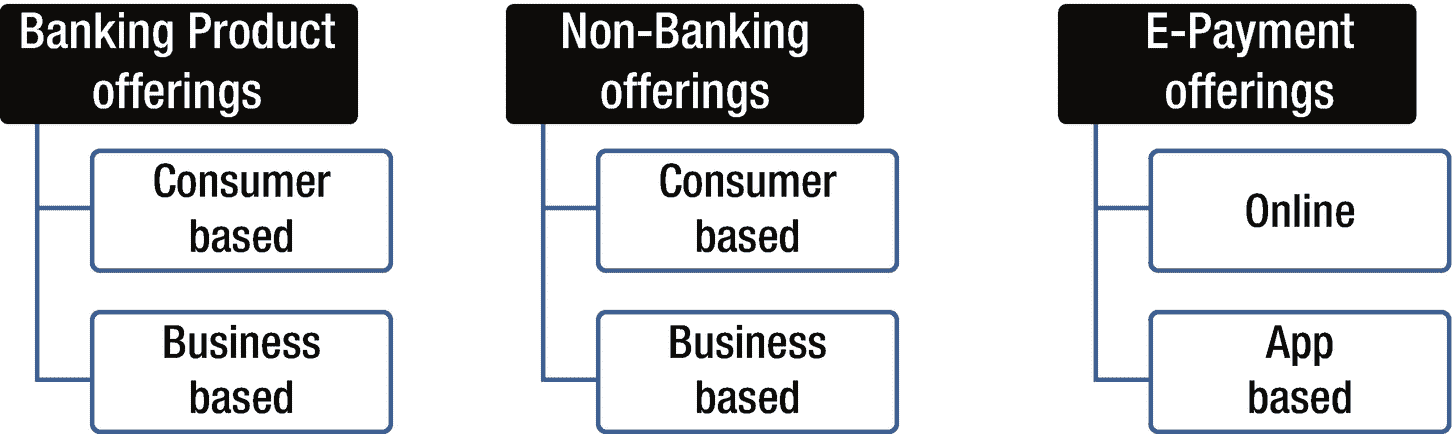 Banking Product
offerings
Consumer
based
Business
based
Non-Banking
offerings
Consumer
based
Business
based
E-Payment
offerings
Online
App
based